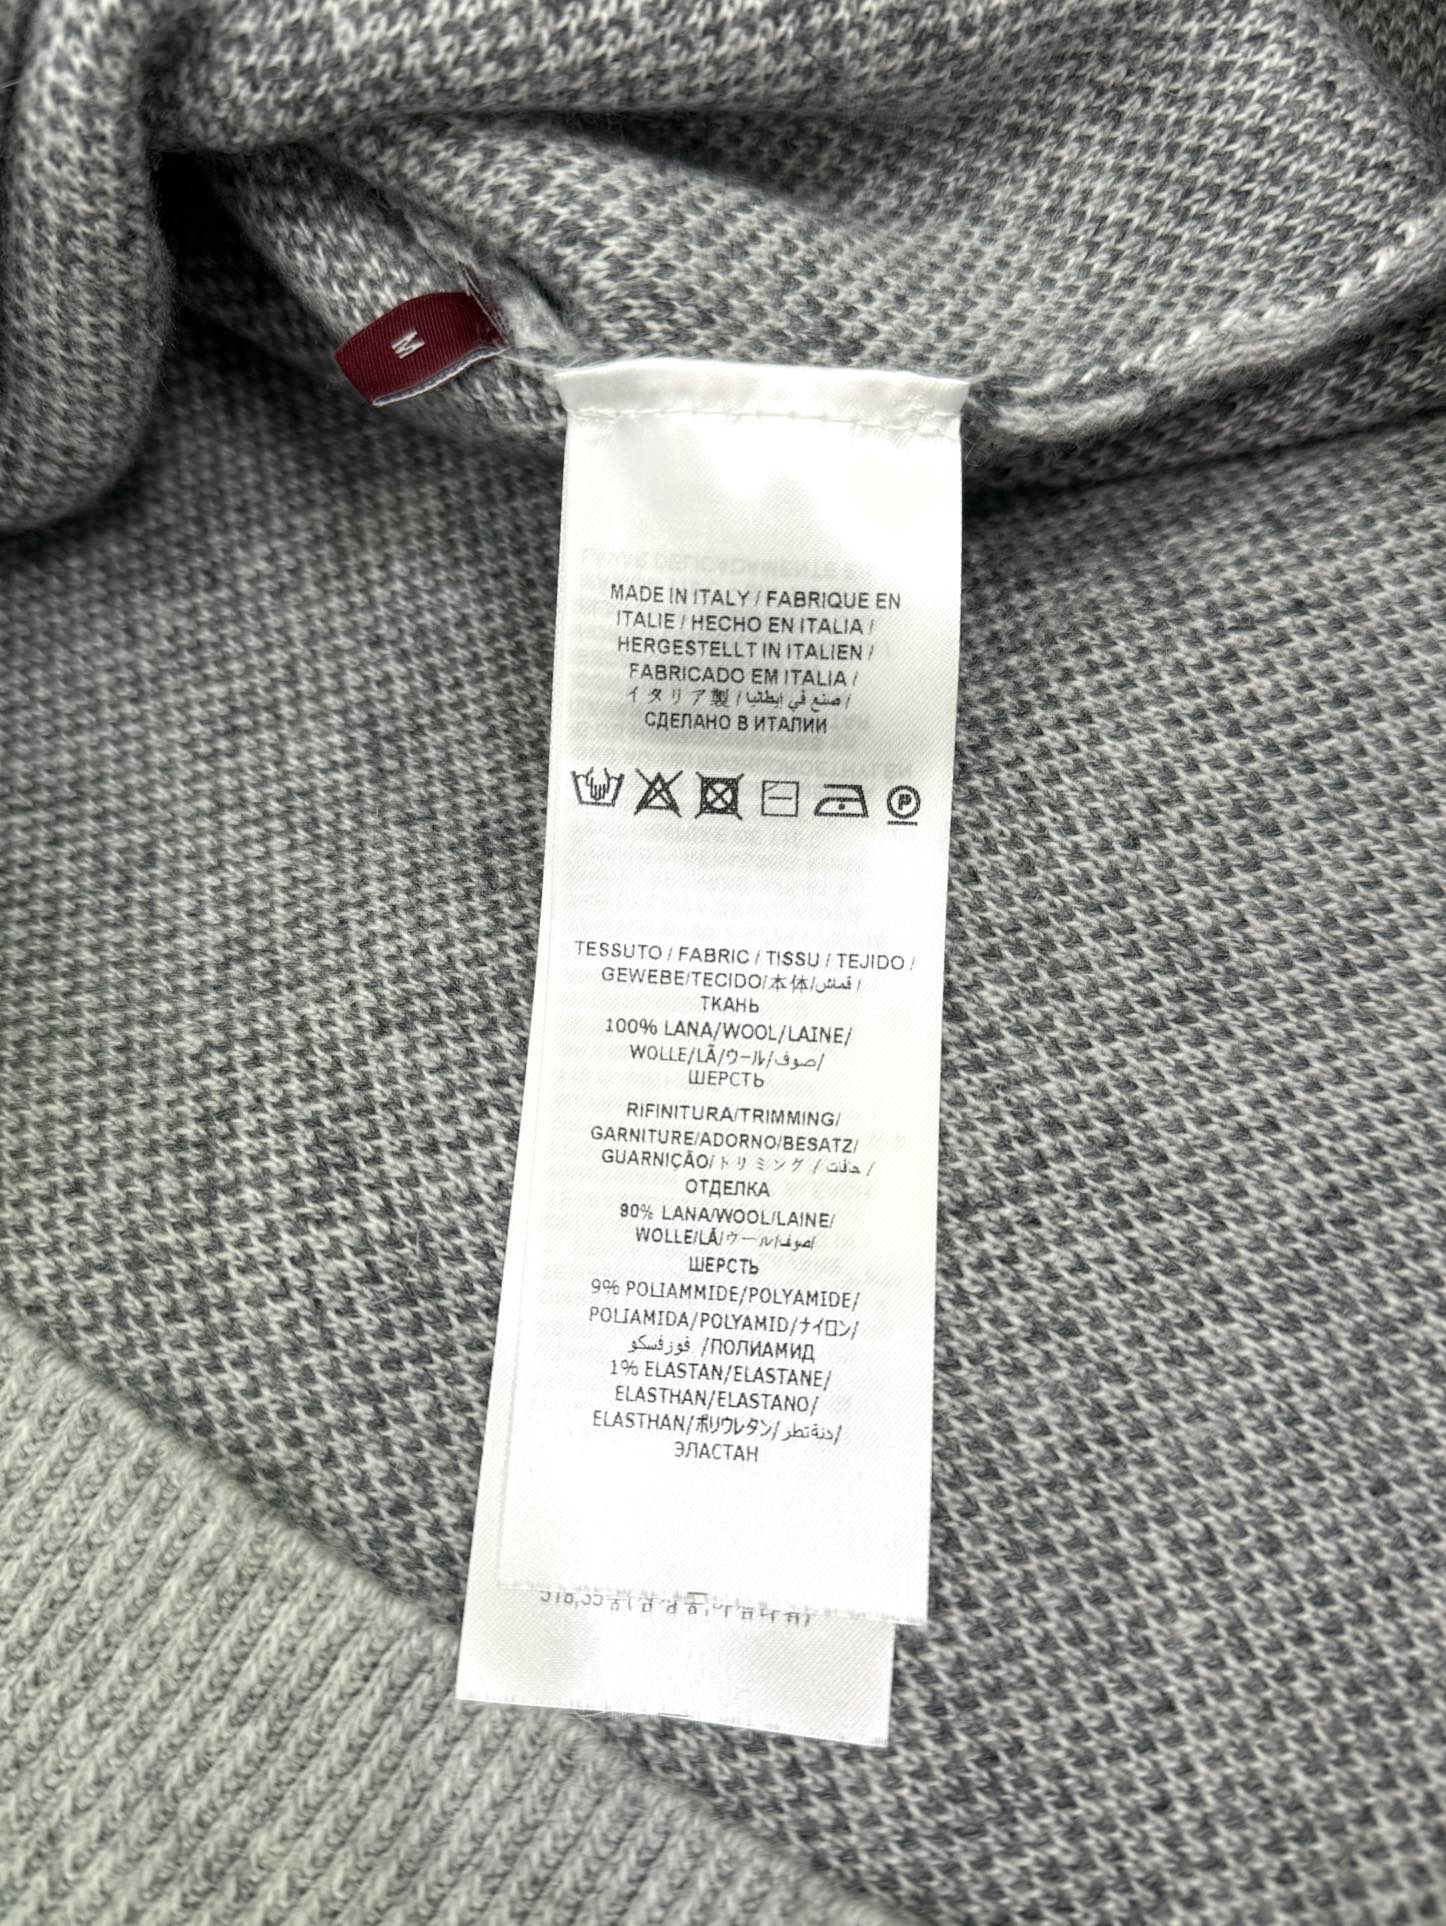 M
MADE IN ITALY / FABRIQUE EN
ITALIE / HECHO EN ITALIA /
HERGESTELLT IN ITALIEN /
FABRICADO EM ITALIA /
イタリア製 / صنع في إيطاليا /
СДЕЛАНО В ИТАЛИИ
P
TESSUTO / FABRIC / TISSU / TEJIDO /
GEWEBE/TECIDO/本体/قماش /
ТКАНЬ
100% LANA/WOOL/LAINE/
WOLLE/LÃ/ウール/صوف/
ШЕРСТЬ
RIFINITURA/TRIMMING/
GARNITURE/ADORNO/BESATZ/
GUARNIÇÃO/トリミング / حافات /
ОТДЕЛКА
90% LANA/WOOL/LAINE/
WOLLE/LÃ/ウール/صوف/
ШЕРСТЬ
9% POLIAMMIDE/POLYAMIDE/
POLIAMIDA/POLYAMID/ナイロン/
فوزفسكو /ПОЛИАМИД
1% ELASTAN/ELASTANE/
ELASTHAN/ELASTANO/
ELASTHAN/ポリウレタン/
ЭЛАСТАН